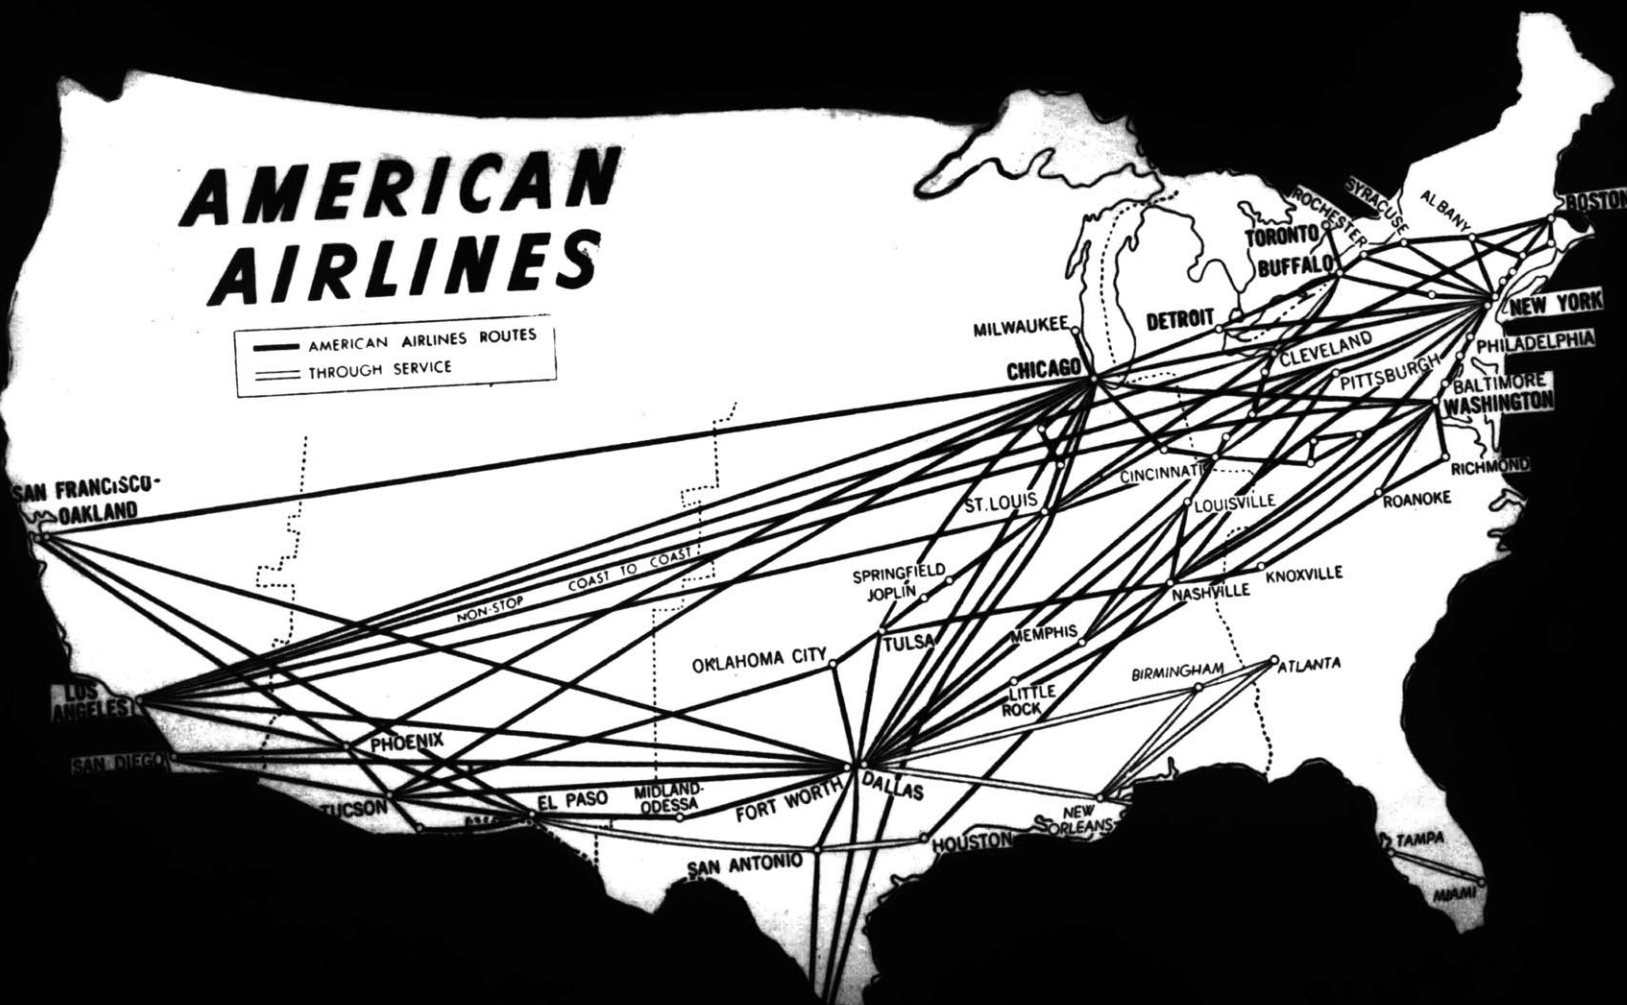 AMERICAN
AIRLINES
AMERICAN AIRLINES ROUTES
THROUGH SERVICE
BOSTON
ALBANY
SYRACUSE
ROCHESTER
TORONTO
BUFFALO
NEW YORK
DETROIT
MILWAUKEE
CLEVELAND
PHILADELPHIA
CHICAGO
PITTSBURGH
BALTIMORE
WASHINGTON
RICHMOND
CINCINNATI
SAN FRANCISCO-
OAKLAND
ST. LOUIS
LOUISVILLE
ROANOKE
NON-STOP COAST TO COAST
SPRINGFIELD
JOPLIN
NASHVILLE
KNOXVILLE
TULSA
MEMPHIS
OKLAHOMA CITY
BIRMINGHAM
ATLANTA
LITTLE
ROCK
LOS
ANGELES
PHOENIX
SAN DIEGO
TUCSON
EL PASO
MIDLAND-
ODESSA
FORT WORTH
DALLAS
NEW
ORLEANS
SAN ANTONIO
HOUSTON
TAMPA
MIAMI